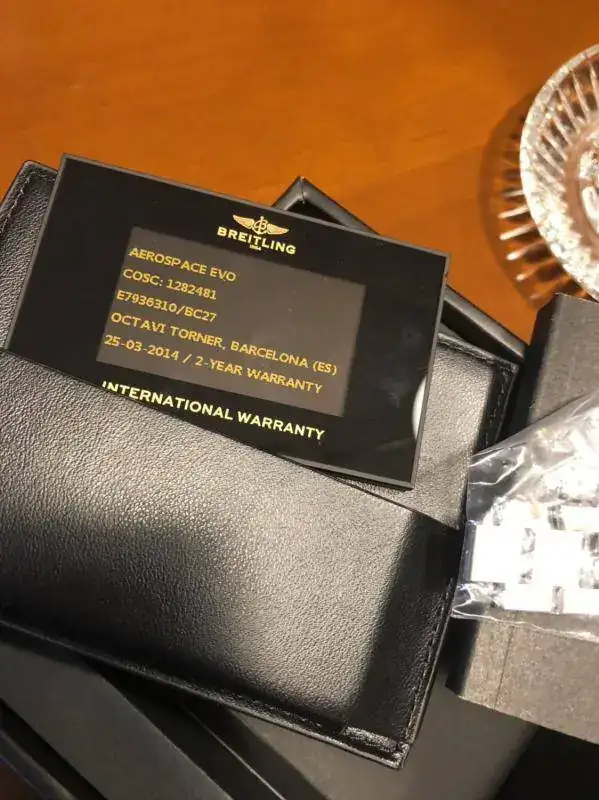 BREITLING
1884
AEROSPACE EVO
COSC: 1282481
E7936310/BC27
OCTAVI TORNER, BARCELONA (ES)
25-03-2014 / 2-YEAR WARRANTY
INTERNATIONAL WARRANTY